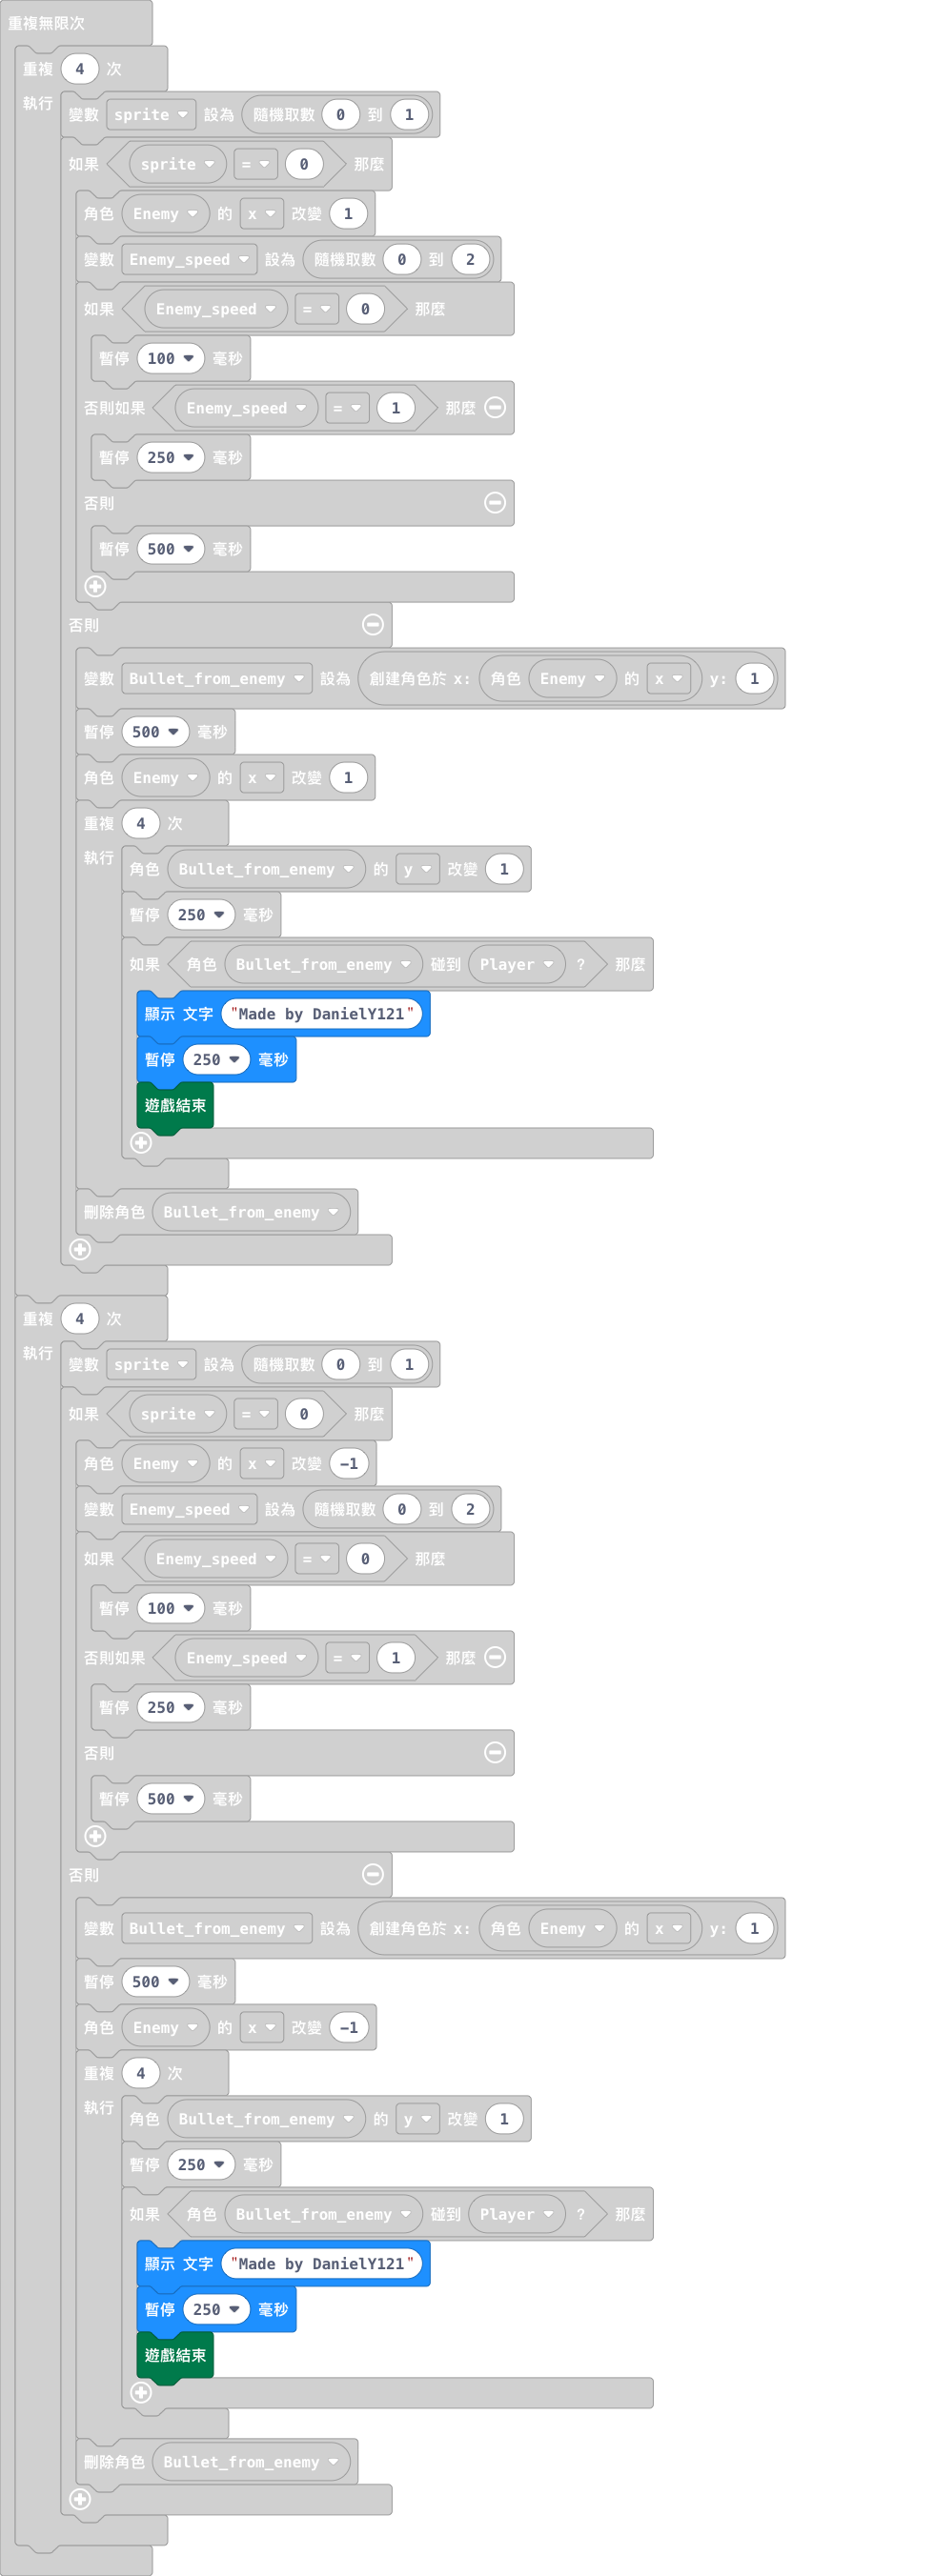 重複無限次
重複 4 次
執行
變數 sprite 設為 隨機取數 0 到 1
如果 sprite = 0 那麼
角色 Enemy 的 x 改變 1
變數 Enemy_speed 設為 隨機取數 0 到 2
如果 Enemy_speed = 0 那麼
暫停 100 毫秒
否則如果 Enemy_speed = 1 那麼
暫停 250 毫秒
否則
暫停 500 毫秒
否則
變數 Bullet_from_enemy 設為 創建角色於 x: 角色 Enemy 的 x y: 1
暫停 500 毫秒
角色 Enemy 的 x 改變 1
重複 4 次
執行
角色 Bullet_from_enemy 的 y 改變 1
暫停 250 毫秒
如果 角色 Bullet_from_enemy 碰到 Player ? 那麼
顯示 文字 "Made by DanielY121"
暫停 250 毫秒
遊戲結束
刪除角色 Bullet_from_enemy
重複 4 次
執行
變數 sprite 設為 隨機取數 0 到 1
如果 sprite = 0 那麼
角色 Enemy 的 x 改變 -1
變數 Enemy_speed 設為 隨機取數 0 到 2
如果 Enemy_speed = 0 那麼
暫停 100 毫秒
否則如果 Enemy_speed = 1 那麼
暫停 250 毫秒
否則
暫停 500 毫秒
否則
變數 Bullet_from_enemy 設為 創建角色於 x: 角色 Enemy 的 x y: 1
暫停 500 毫秒
角色 Enemy 的 x 改變 -1
重複 4 次
執行
角色 Bullet_from_enemy 的 y 改變 1
暫停 250 毫秒
如果 角色 Bullet_from_enemy 碰到 Player ? 那麼
顯示 文字 "Made by DanielY121"
暫停 250 毫秒
遊戲結束
刪除角色 Bullet_from_enemy